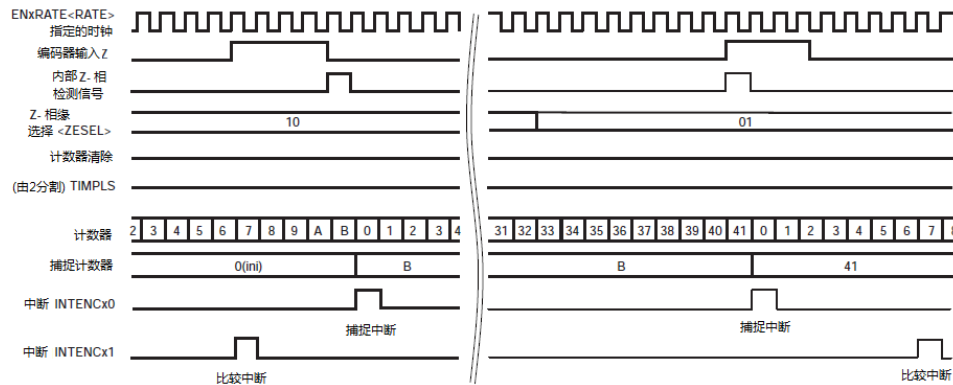 ENxRATE<RATE>
指定的时钟
编码器输入Z
内部Z- 相
检测信号
Z- 相缘
选择 <ZESEL>
10
01
计数器清除
(由2分割) TIMPLS
计数器
2 3 4 5 6 7 8 9 A B 0 1 2 3 4
31 32 33 34 35 36 37 38 39 40 41 0 1 2 3 4 5 6 7 8
捕捉计数器
0(ini)
B
B
41
中断 INTENCx0
捕捉中断
捕捉中断
中断 INTENCx1
比较中断
比较中断